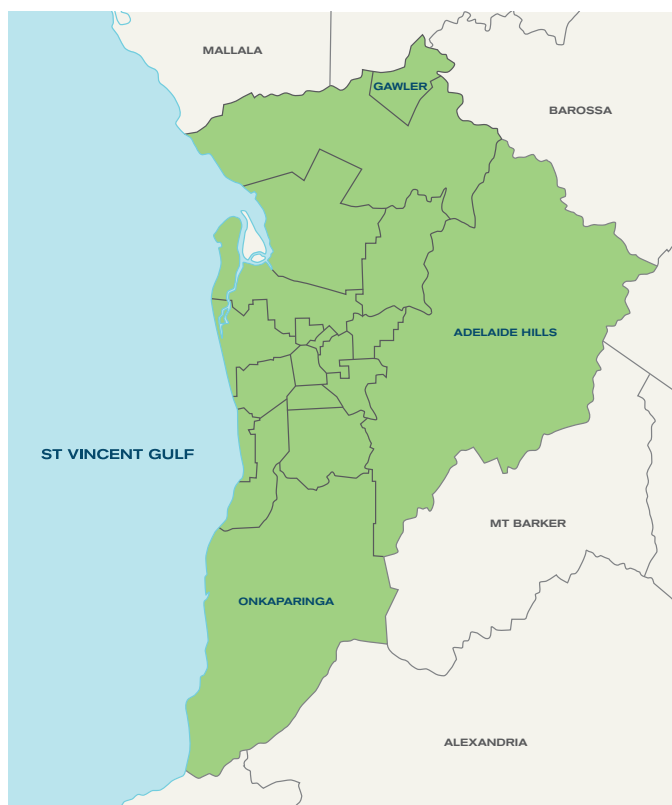 MALLALA
GAWLER
BAROSSA
ADELAIDE HILLS
ST VINCENT GULF
MT BARKER
ONKAPARINGA
ALEXANDRIA